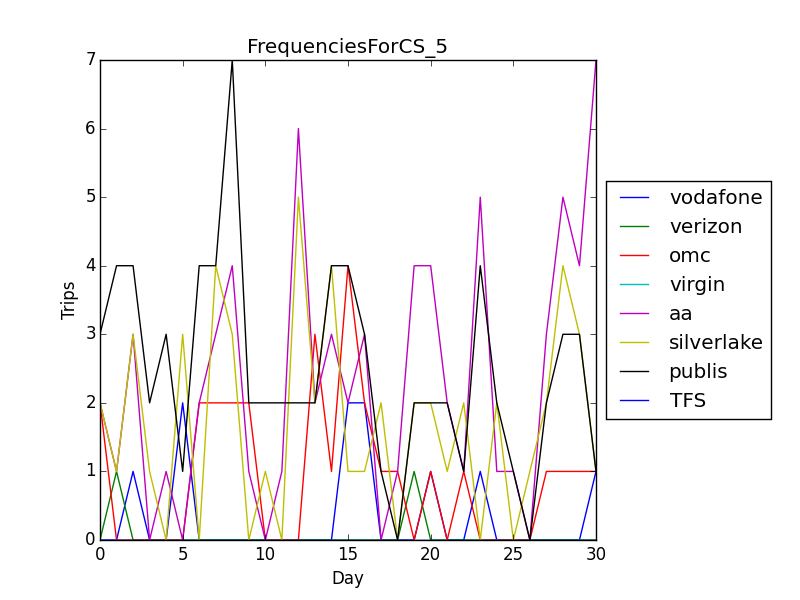 FrequenciesForCS_5
7
6
5
4
3
2
1
0
Trips
0 5 10 15 20 25 30
Day
vodafone
verizon
omc
virgin
aa
silverlake
publis
TFS